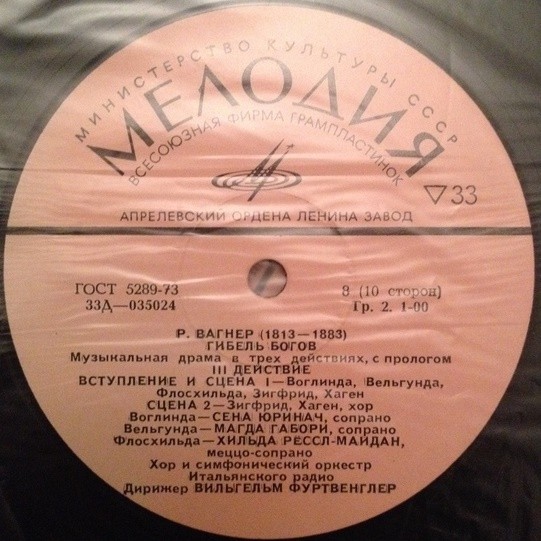 МИНИСТЕРСТВО КУЛЬТУРЫ СССР
МЕЛОДИЯ
ВСЕСОЮЗНАЯ ФИРМА ГРАМПЛАСТИНОК
▽33
АПРЕЛЕВСКИЙ ОРДЕНА ЛЕНИНА ЗАВОД
ГОСТ 5289-73
33Д—035024
8 (10 сторон)
Гр. 2. 1-00
Р. ВАГНЕР (1813—1883)
ГИБЕЛЬ БОГОВ
Музыкальная драма в трех действиях, с прологом
III ДЕЙСТВИЕ
ВСТУПЛЕНИЕ И СЦЕНА I—Воглинда, Вельгунда,
Флосхильда, Зигфрид, Хаген
СЦЕНА 2—Зигфрид, Хаген, хор
Воглинда—СЕНА ЮРИНАЧ, сопрано
Вельгунда—МАГДА ГАБОРИ, сопрано
Флосхильда—ХИЛЬДА РЕССЛ-МАЙДАН,
меццо-сопрано
Хор и симфонический оркестр
Итальянского радио
Дирижер ВИЛЬГЕЛЬМ ФУРТВЕНГЛЕР